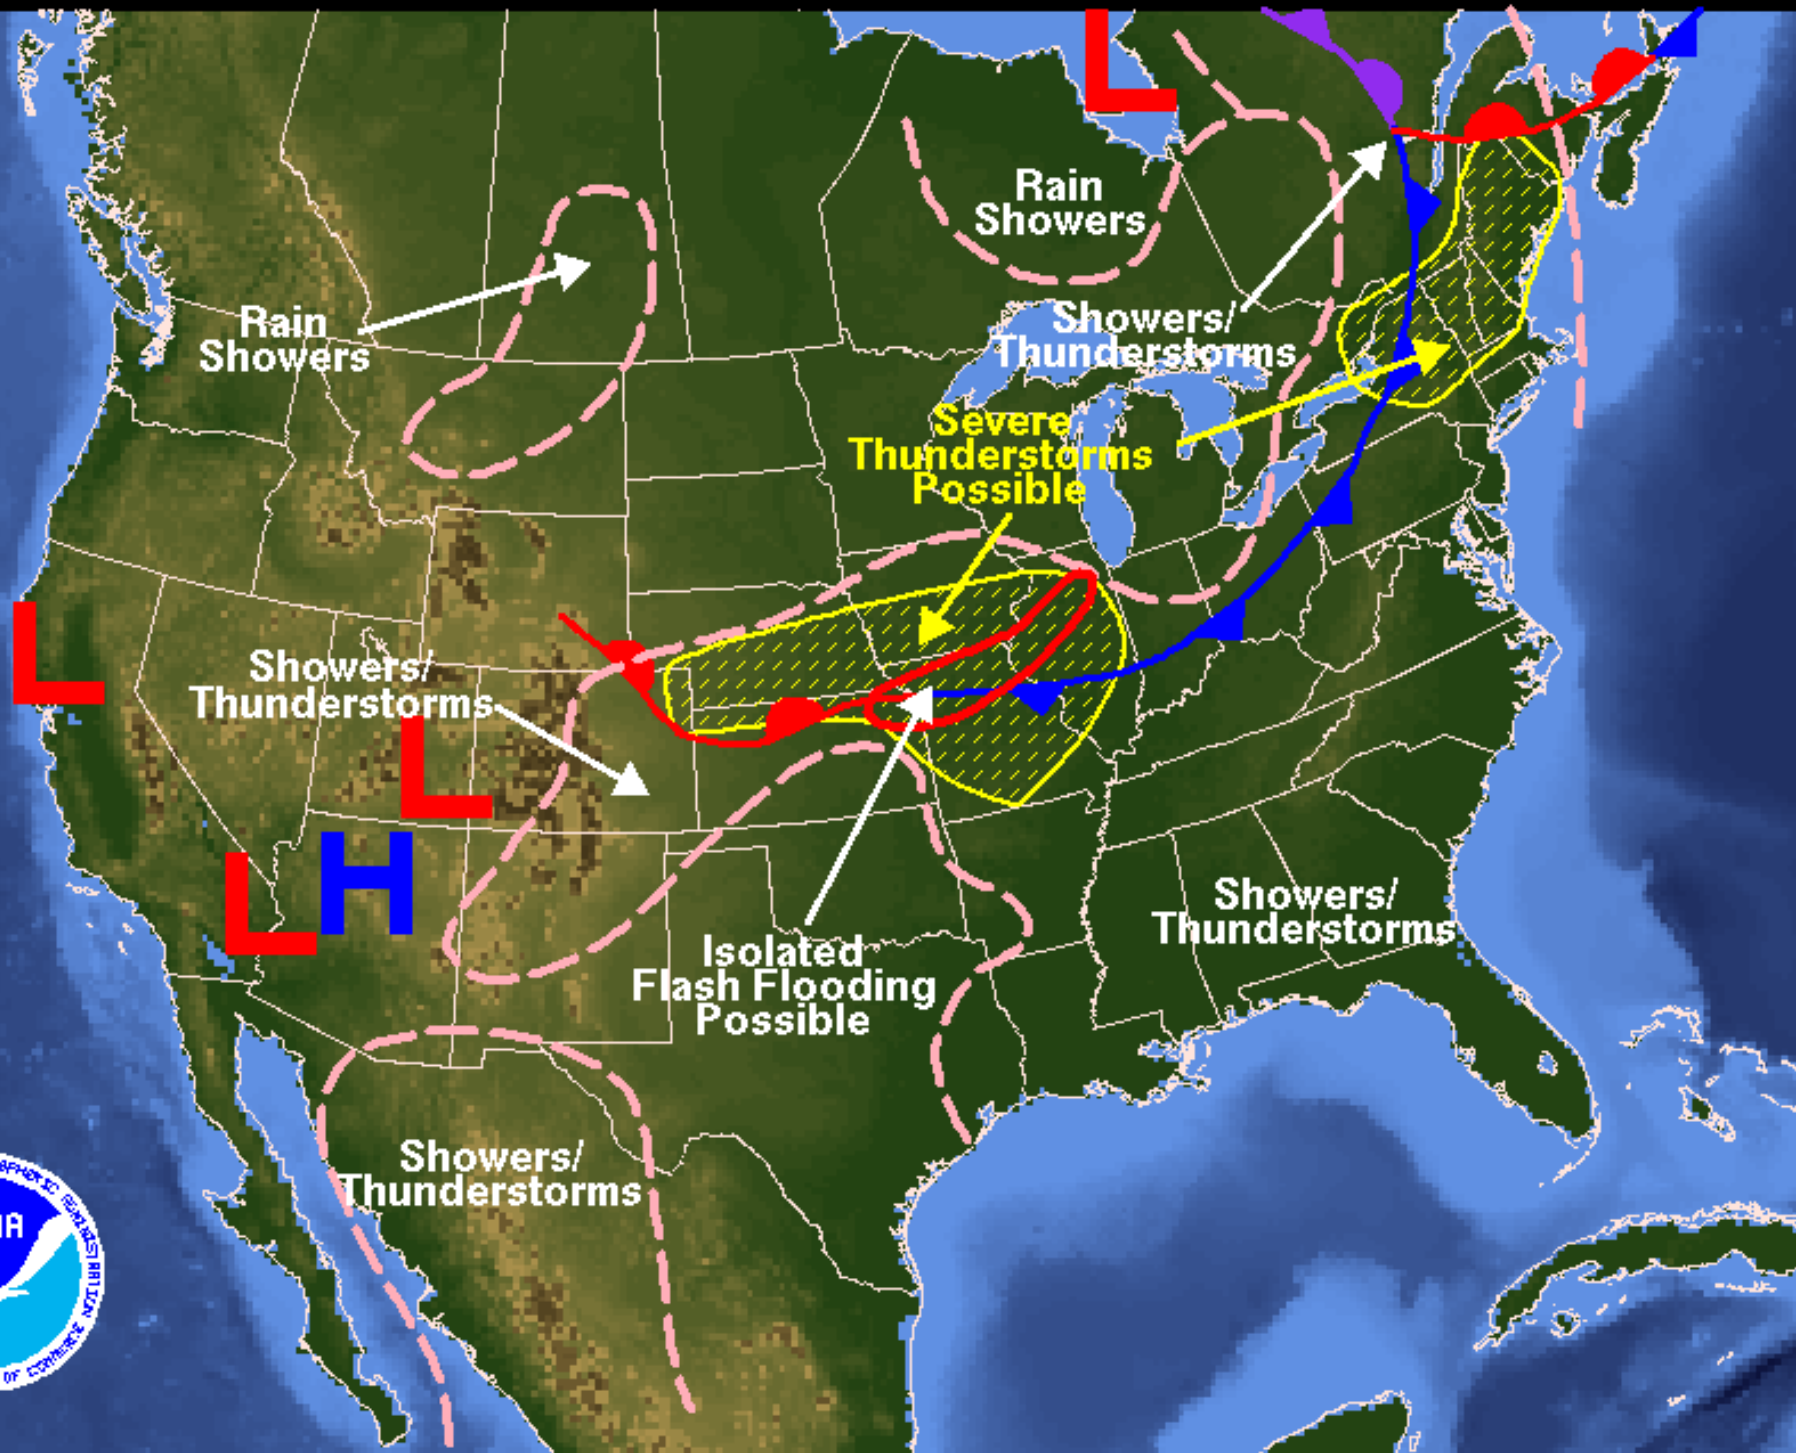 L
Rain
Showers
Rain
Showers
Showers/
Thunderstorms
Severe
Thunderstorms
Possible
L
Showers/
Thunderstorms
L
H
L
Showers/
Thunderstorms
Isolated
Flash Flooding
Possible
Showers/
Thunderstorms